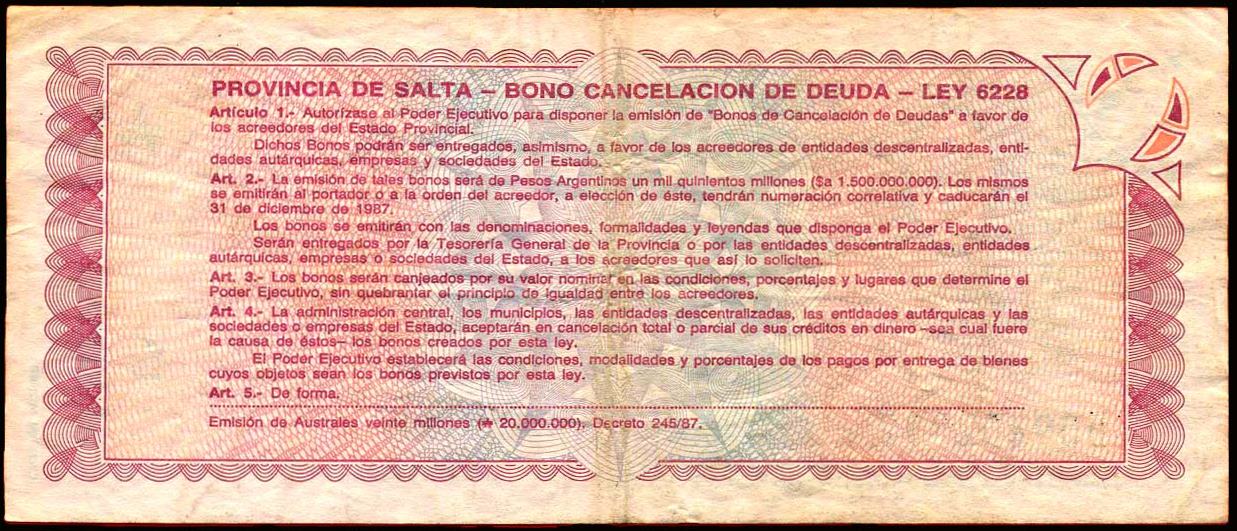 PROVINCIA DE SALTA – BONO CANCELACION DE DEUDA – LEY 6228
Artículo 1.- Autorízase al Poder Ejecutivo para disponer la emisión de "Bonos de Cancelación de Deudas" a favor de
los acreedores del Estado Provincial.
Dichos Bonos podrán ser entregados, asimismo, a favor de los acreedores de entidades descentralizadas, enti-
dades autárquicas, empresas y sociedades del Estado.
Art. 2.- La emisión de tales bonos será de Pesos Argentinos un mil quinientos millones ($a 1.500.000.000). Los mismos
se emitirán al portador o a la orden del acreedor, a elección de éste, tendrán numeración correlativa y caducarán el
31 de diciembre de 1987.
Los bonos se emitirán con las denominaciones, formalidades y leyendas que disponga el Poder Ejecutivo.
Serán entregados por la Tesorería General de la Provincia o por las entidades descentralizadas, entidades
autárquicas, empresas o sociedades del Estado, a los acreedores que así lo soliciten.
Art. 3.- Los bonos serán canjeados por su valor nominal en las condiciones, porcentajes y lugares que determine el
Poder Ejecutivo, sin quebrantar el principio de igualdad entre los acreedores.
Art. 4.- La administración central, los municipios, las entidades descentralizadas, las entidades autárquicas y las
sociedades o empresas del Estado, aceptarán en cancelación total o parcial de sus créditos en dinero –sea cual fuere
la causa de éstos– los bonos creados por esta ley.
El Poder Ejecutivo establecerá las condiciones, modalidades y porcentajes de los pagos por entrega de bienes
cuyos objetos sean los bonos previstos por esta ley.
Art. 5.- De forma.
Emisión de Australes veinte millones (₳ 20.000.000). Decreto 245/87.